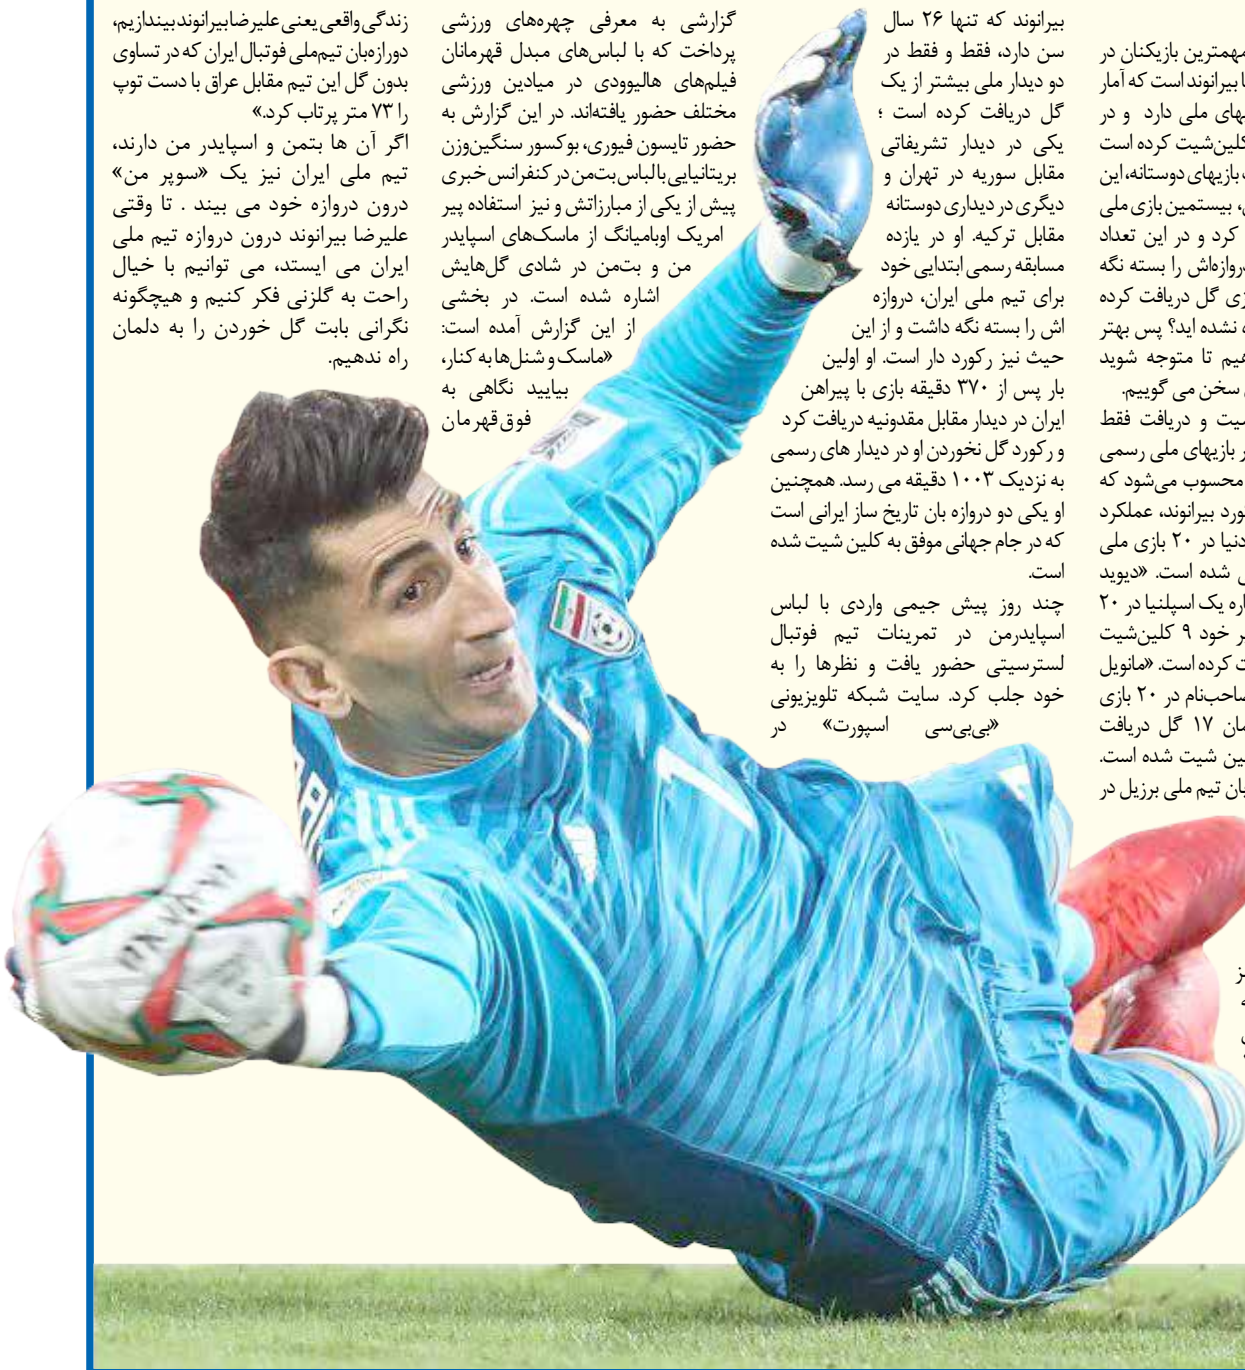 مهمترین بازیکنان در
بیرانوند است که آمار
بهای ملی دارد و در
کلین‌شیت کرده است
بازیهای دوستانه، این
بیستمین بازی ملی
کرد و در این تعداد
دروازه‌اش را بسته نگه
گل دریافت کرده
نشده اید؟ پس بهتر
هیم تا متوجه شوید
سخن می گوییم.
شیت و دریافت فقط
بازیهای ملی رسمی
محسوب می‌شود که
مورد بیرانوند، عملکرد
دنیا در ۲۰ بازی ملی
شده است. «دیوید
یک اسپلنیا در ۲۰
خود ۹ کلین‌شیت
کرده است. «مانویل
صاحب‌نام در ۲۰ بازی
۱۷ گل دریافت
شیت شده است.
بان تیم ملی برزیل در
بیرانوند که تنها ۲۶ سال
سن دارد، فقط و فقط در
دو دیدار ملی بیشتر از یک
گل دریافت کرده است ؛
یکی در دیدار تشریفاتی
مقابل سوریه در تهران و
دیگری در دیداری دوستانه
مقابل ترکیه. او در یازده
مسابقه رسمی ابتدایی خود
برای تیم ملی ایران، دروازه
اش را بسته نگه داشت و از این
حیث نیز رکورد دار است. او اولین
بار پس از ۳۷۰ دقیقه بازی با پیراهن
ایران در دیدار مقابل مقدونیه دریافت کرد
و رکورد گل نخوردن او در دیدار های رسمی
به نزدیک ۱۰۰۳ دقیقه می رسد. همچنین
او یکی دو دروازه بان تاریخ ساز ایرانی است
که در جام جهانی موفق به کلین شیت شده
است.
چند روز پیش جیمی واردی با لباس
اسپایدرمن در تمرینات تیم فوتبال
لسترسیتی حضور یافت و نظرها را به
خود جلب کرد. سایت شبکه تلویزیونی
«بی‌بی‌سی اسپورت» در
گزارشی به معرفی چهره‌های ورزشی
پرداخت که با لباس‌های مبدل قهرمانان
فیلم‌های هالیوودی در میادین ورزشی
مختلف حضور یافته‌اند. در این گزارش به
حضور تایسون فیوری، بوکسور سنگین‌وزن
بریتانیایی بالباس بت‌من در کنفرانس خبری
پیش از یکی از مبارزاتش و نیز استفاده پیر
امریک اوبامیانگ از ماسک‌های اسپایدر
من و بت‌من در شادی گل‌هایش
اشاره شده است. در بخشی
از این گزارش آمده است:
«ماسک و شنل‌ها به کنار،
بیایید نگاهی به
فوق قهرمان
زندگی واقعی یعنی علیرضا بیرانوند بیندازیم،
دورازه‌بان تیم‌ملی فوتبال ایران که در تساوی
بدون گل این تیم مقابل عراق با دست توپ
را ۷۳ متر پرتاب کرد.»
اگر آن ها بتمن و اسپایدر من دارند،
تیم ملی ایران نیز یک «سوپر من»
درون دروازه خود می بیند . تا وقتی
علیرضا بیرانوند درون دروازه تیم ملی
ایران می ایستد، می توانیم با خیال
راحت به گلزنی فکر کنیم و هیچگونه
نگرانی بابت گل خوردن را به دلمان
راه ندهیم.
1